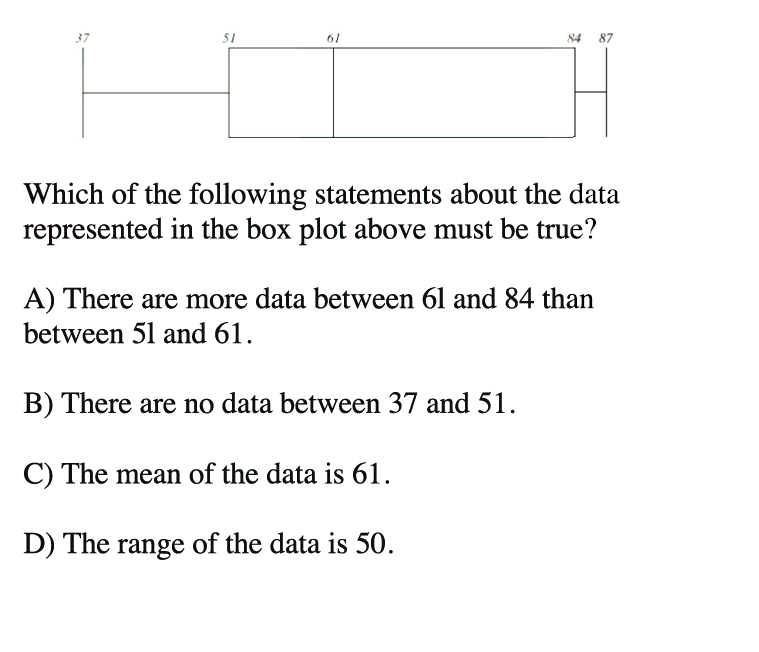 37 51 61 84 87
Which of the following statements about the data
represented in the box plot above must be true?
A) There are more data between 6l and 84 than
between 5l and 61.
B) There are no data between 37 and 51.
C) The mean of the data is 61.
D) The range of the data is 50.